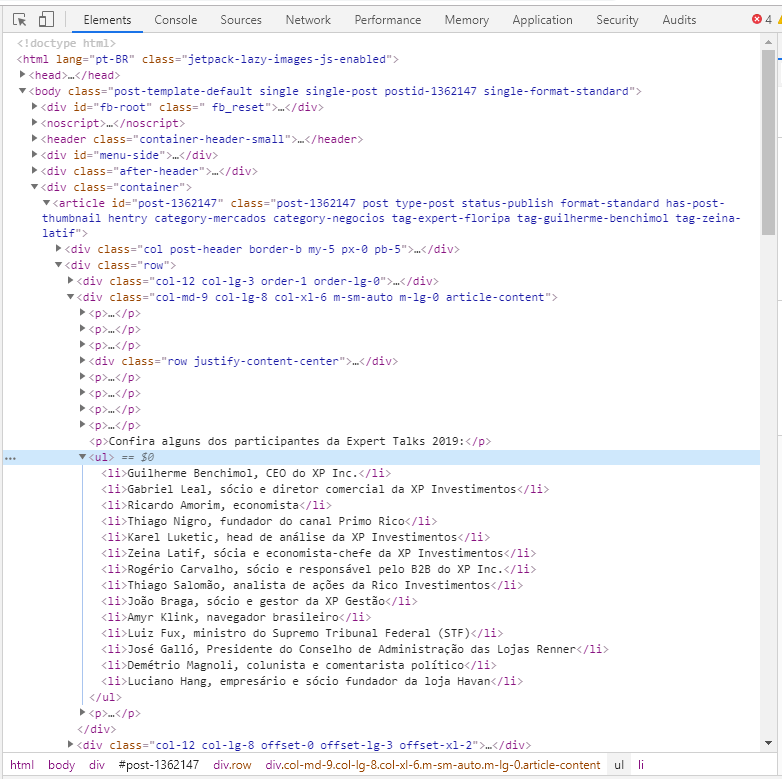 Elements Console Sources Network Performance Memory Application Security Audits 4
<!doctype html>
<html lang="pt-BR" class="jetpack-lazy-images-js-enabled">
<head>…</head>
<body class="post-template-default single single-post postid-1362147 single-format-standard">
<div id="fb-root" class=" fb_reset">…</div>
<noscript>…</noscript>
<header class="container-header-small">…</header>
<div id="menu-side">…</div>
<div class="after-header">…</div>
<div class="container">
<article id="post-1362147" class="post-1362147 post type-post status-publish format-standard has-post-
thumbnail hentry category-mercados category-negocios tag-expert-floripa tag-guilherme-benchimol tag-zeina-
latif">
<div class="col post-header border-b my-5 px-0 pb-5">…</div>
<div class="row">
<div class="col-12 col-lg-3 order-1 order-lg-0">…</div>
<div class="col-md-9 col-lg-8 col-xl-6 m-sm-auto m-lg-0 article-content">
<p>…</p>
<p>…</p>
<p>…</p>
<div class="row justify-content-center">…</div>
<p>…</p>
<p>…</p>
<p>…</p>
<p>…</p>
<p>Confira alguns dos participantes da Expert Talks 2019:</p>
… <ul> == $0
<li>Guilherme Benchimol, CEO do XP Inc.</li>
<li>Gabriel Leal, sócio e diretor comercial da XP Investimentos</li>
<li>Ricardo Amorim, economista</li>
<li>Thiago Nigro, fundador do canal Primo Rico</li>
<li>Karel Luketic, head de análise da XP Investimentos</li>
<li>Zeina Latif, sócia e economista-chefe da XP Investimentos</li>
<li>Rogério Carvalho, sócio e responsável pelo B2B do XP Inc.</li>
<li>Thiago Salomão, analista de ações da Rico Investimentos</li>
<li>João Braga, sócio e gestor da XP Gestão</li>
<li>Amyr Klink, navegador brasileiro</li>
<li>Luiz Fux, ministro do Supremo Tribunal Federal (STF)</li>
<li>José Galló, Presidente do Conselho de Administração das Lojas Renner</li>
<li>Demétrio Magnoli, colunista e comentarista político</li>
<li>Luciano Hang, empresário e sócio fundador da loja Havan</li>
</ul>
<p>…</p>
</div>
<div class="col-12 col-lg-8 offset-0 offset-lg-3 offset-xl-2">…</div>
html body div #post-1362147 div.row div.col-md-9.col-lg-8.col-xl-6.m-sm-auto.m-lg-0.article-content ul li